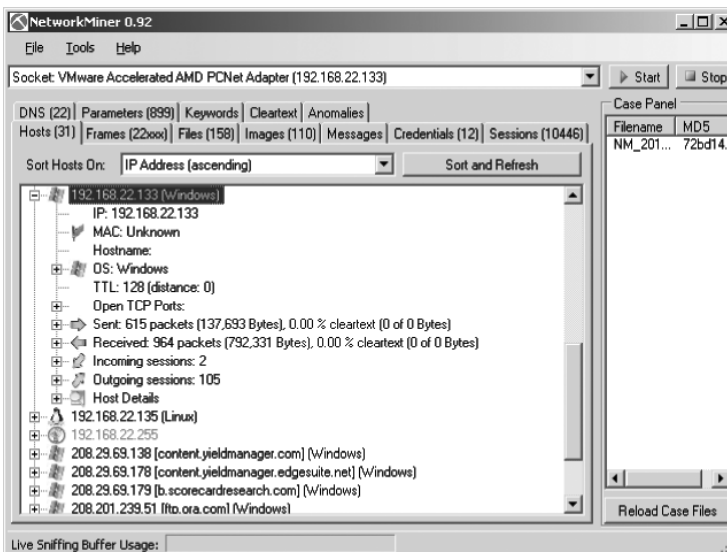 NetworkMiner 0.92
File Tools Help
Socket: VMware Accelerated AMD PCNet Adapter (192.168.22.133)
Start
Stop
DNS (22) Parameters (899) Keywords Cleartext Anomalies
Hosts (31) Frames (22xxx) Files (158) Images (110) Messages Credentials (12) Sessions (10446)
Sort Hosts On: IP Address (ascending) Sort and Refresh
192.168.22.133 (Windows)
IP: 192.168.22.133
MAC: Unknown
Hostname:
OS: Windows
TTL: 128 (distance: 0)
Open TCP Ports:
Sent: 615 packets (137,693 Bytes), 0.00 % cleartext (0 of 0 Bytes)
Received: 964 packets (792,331 Bytes), 0.00 % cleartext (0 of 0 Bytes)
Incoming sessions: 2
Outgoing sessions: 105
Host Details
192.168.22.135 (Linux)
192.168.22.255
208.29.69.138 [content.yieldmanager.com] (Windows)
208.29.69.178 [content.yieldmanager.edgesuite.net] (Windows)
208.29.69.179 [b.scorecardresearch.com] (Windows)
208.201.239.51 [ftp.ora.com] (Windows)
Case Panel
Filename MD5
NM_201... 72bd14.
Reload Case Files
Live Sniffing Buffer Usage: